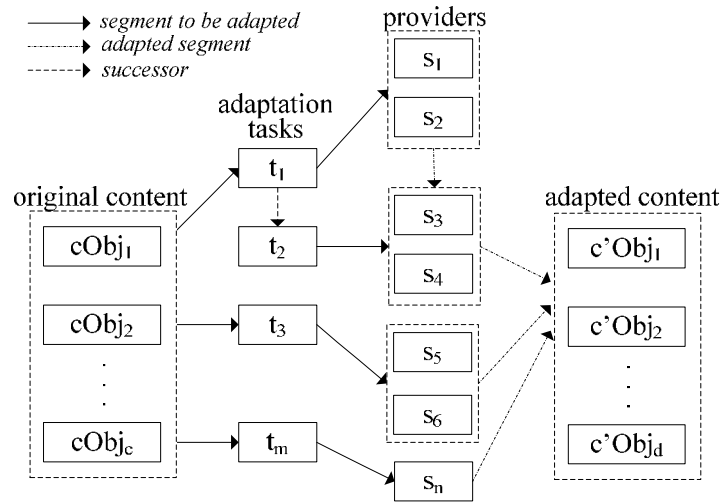 segment to be adapted
adapted segment
successor
providers
s1
s2
adaptation
tasks
t1
original content
cObj1
t2
s3
s4
adapted content
c'Obj1
cObj2
t3
s5
s6
c'Obj2
.
.
.
.
.
.
cObjc
tm
sn
c'Objd